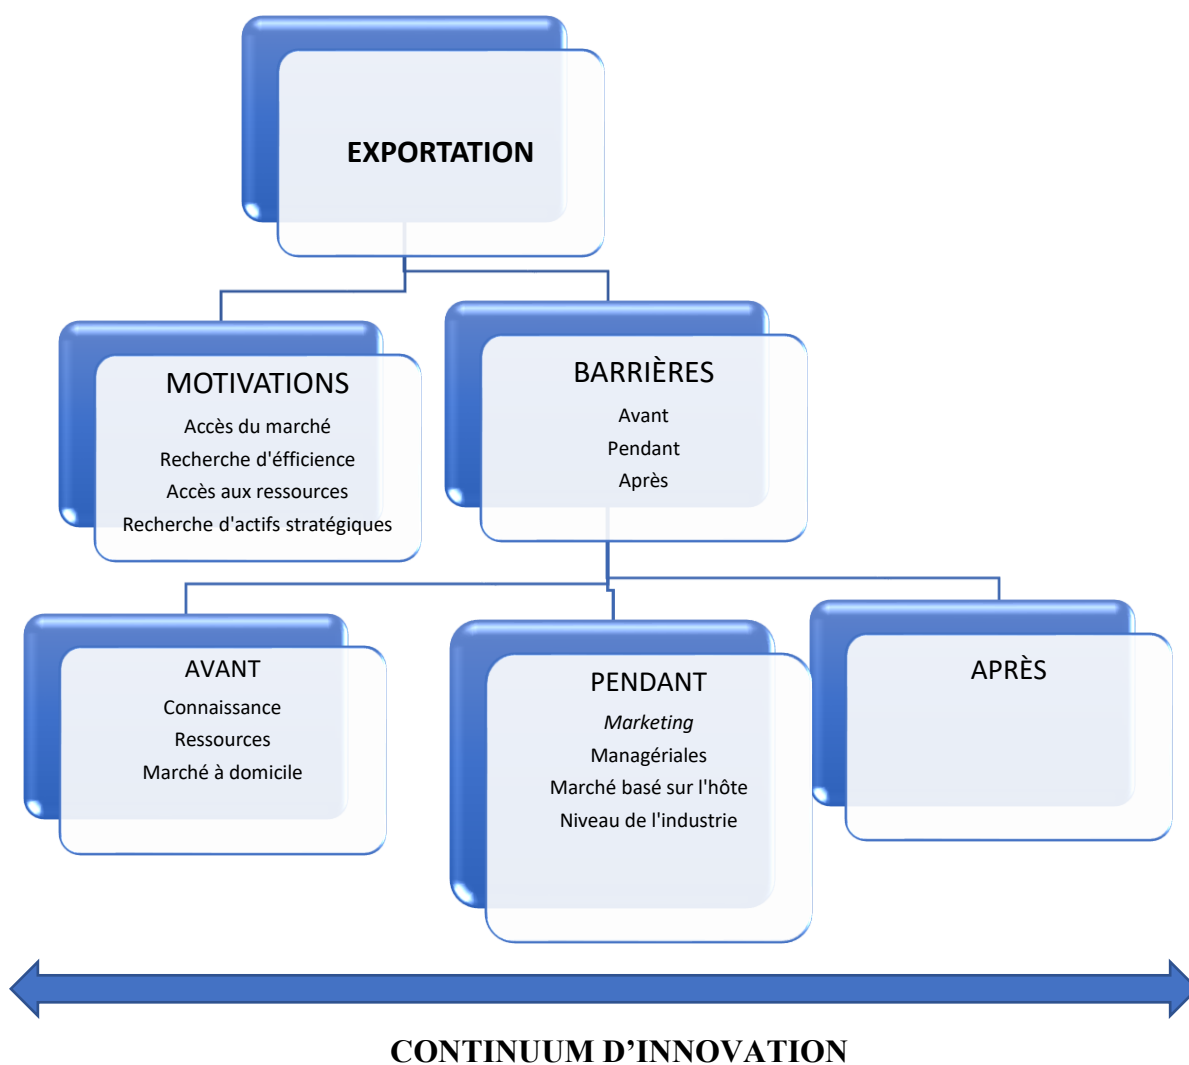 EXPORTATION
MOTIVATIONS
Accès du marché
Recherche d'éfficience
Accès aux ressources
Recherche d'actifs stratégiques
BARRIÈRES
Avant
Pendant
Après
AVANT
Connaissance
Ressources
Marché à domicile
PENDANT
Marketing
Managériales
Marché basé sur l'hôte
Niveau de l'industrie
APRÈS
CONTINUUM D’INNOVATION